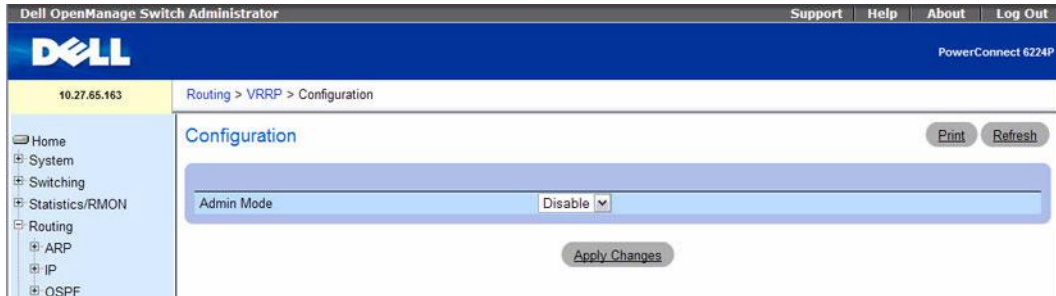 Dell OpenManage Switch Administrator
Support Help About Log Out
DELL
PowerConnect 6224P
10.27.65.163
Routing > VRRP > Configuration
Home
System
Switching
Statistics/RMON
Routing
ARP
IP
OSPF
Configuration
Print Refresh
Admin Mode Disable
Apply Changes